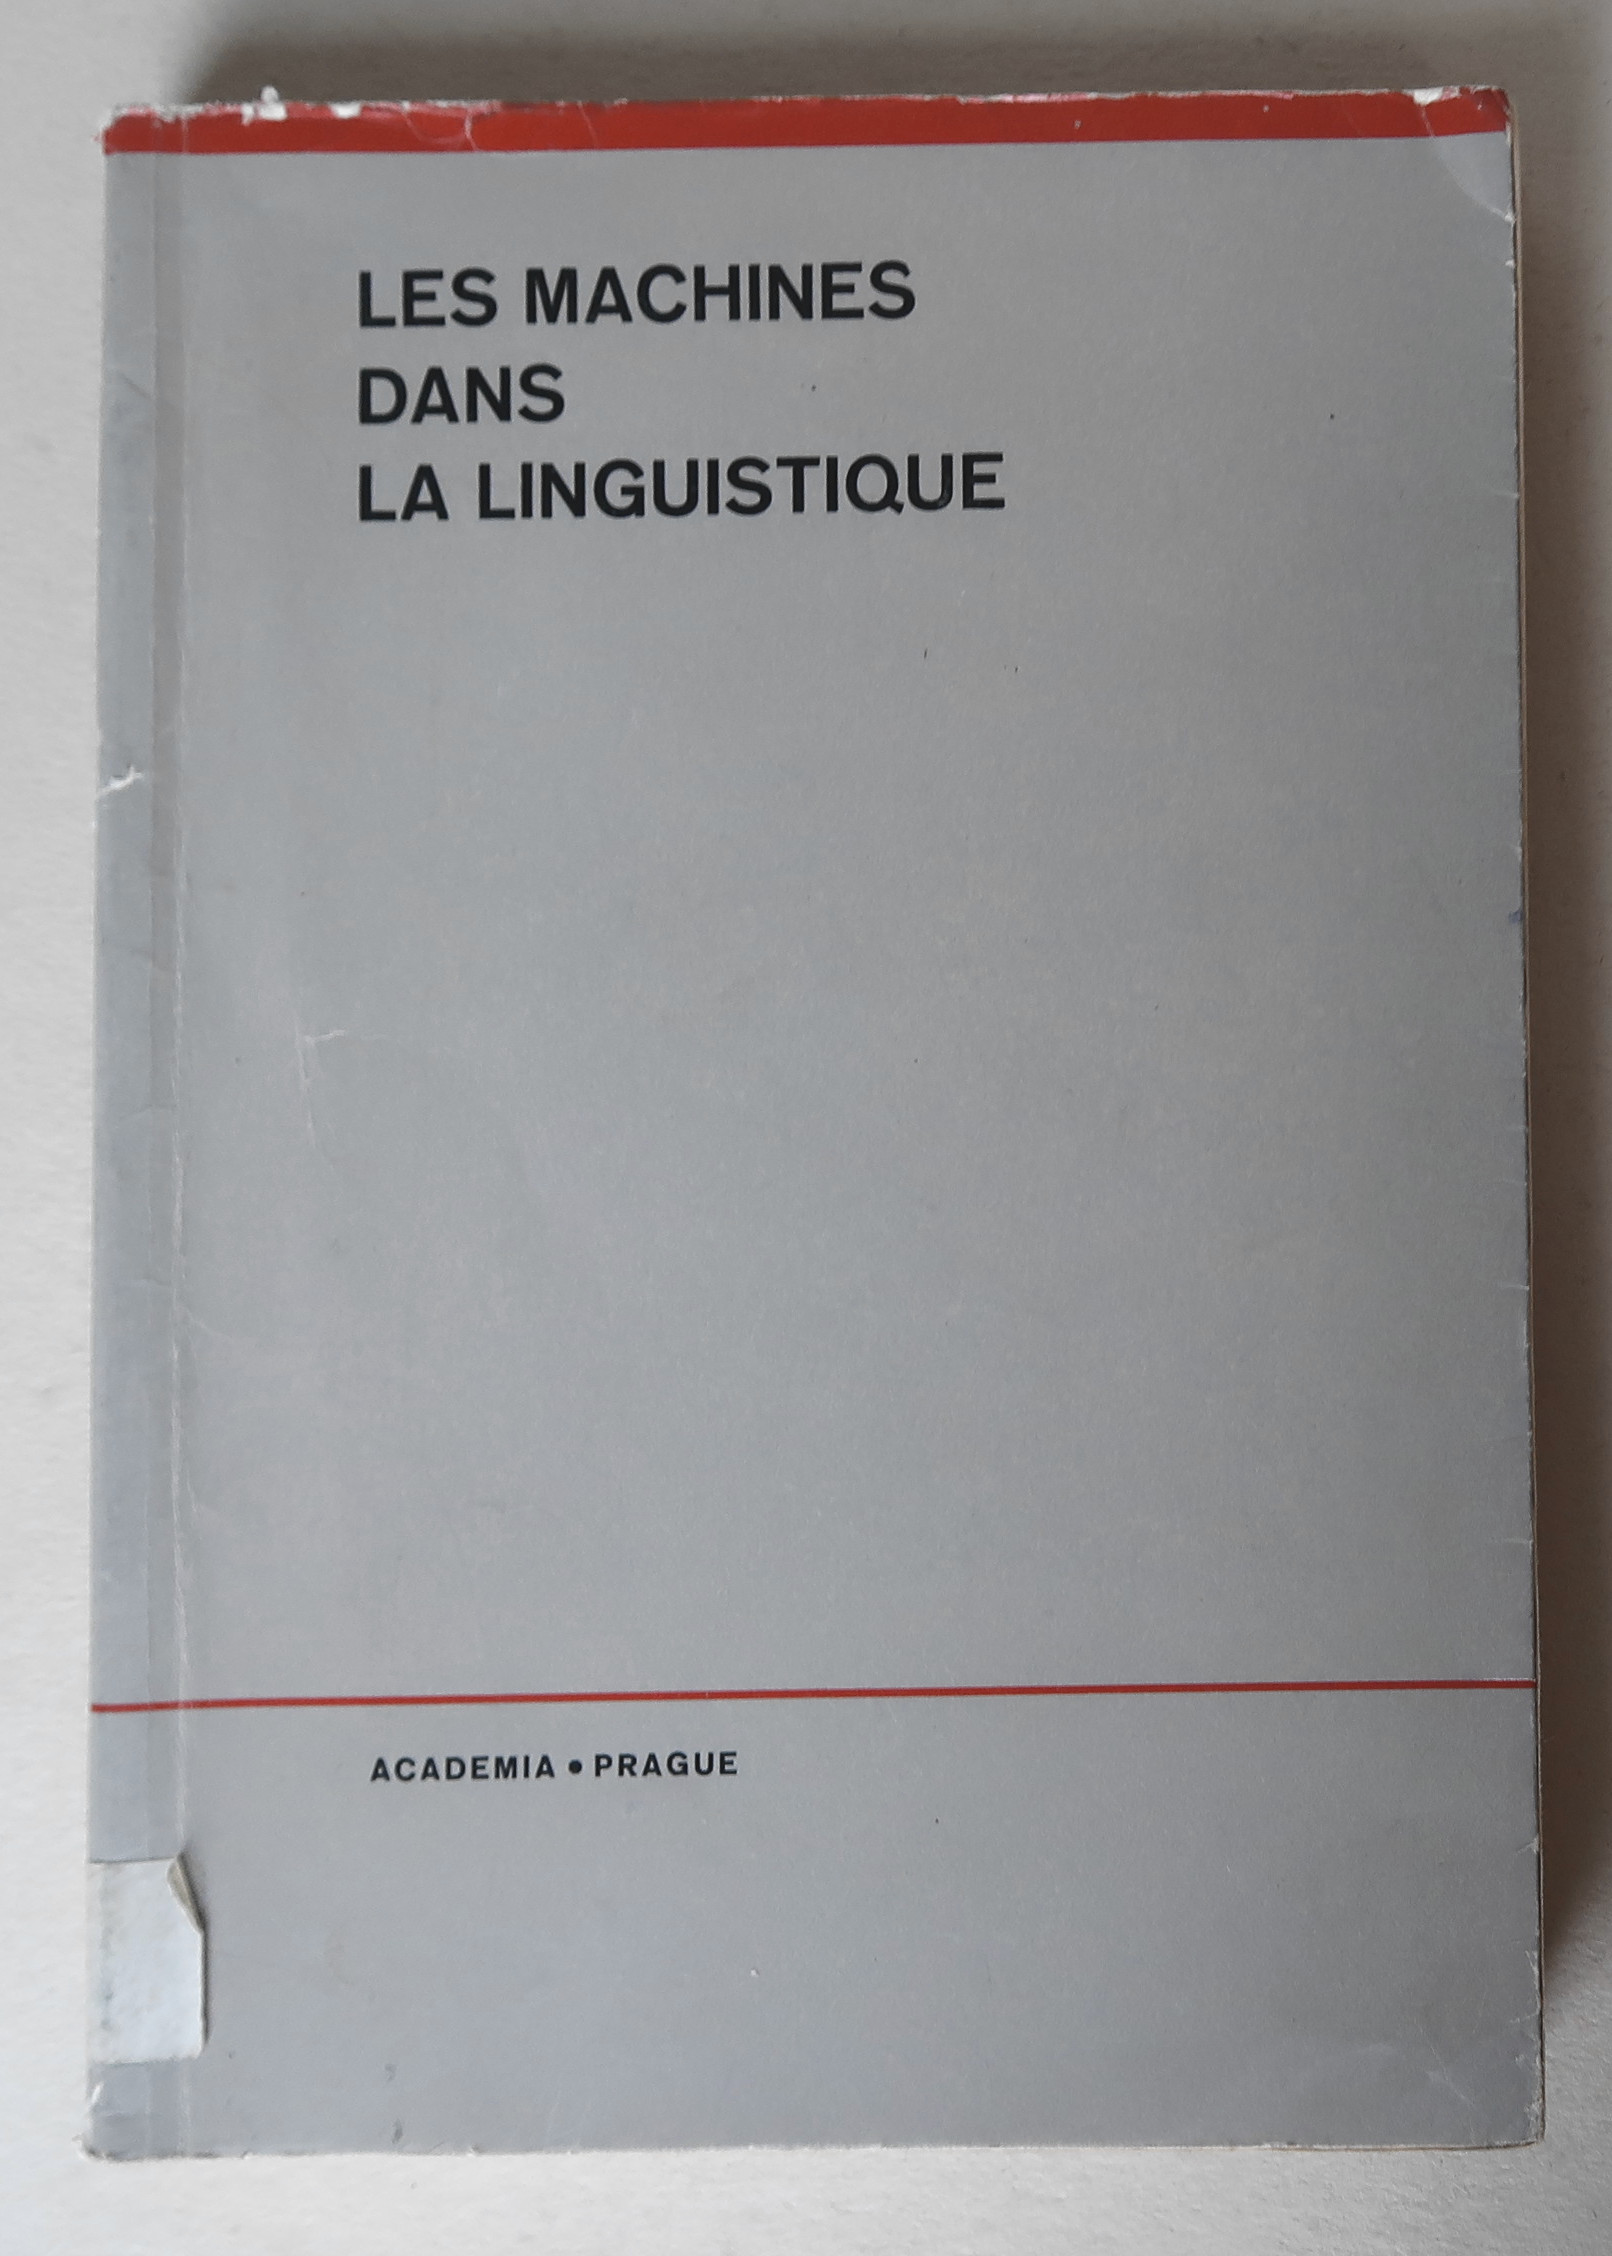 LES MACHINES
DANS
LA LINGUISTIQUE
ACADEMIA • PRAGUE